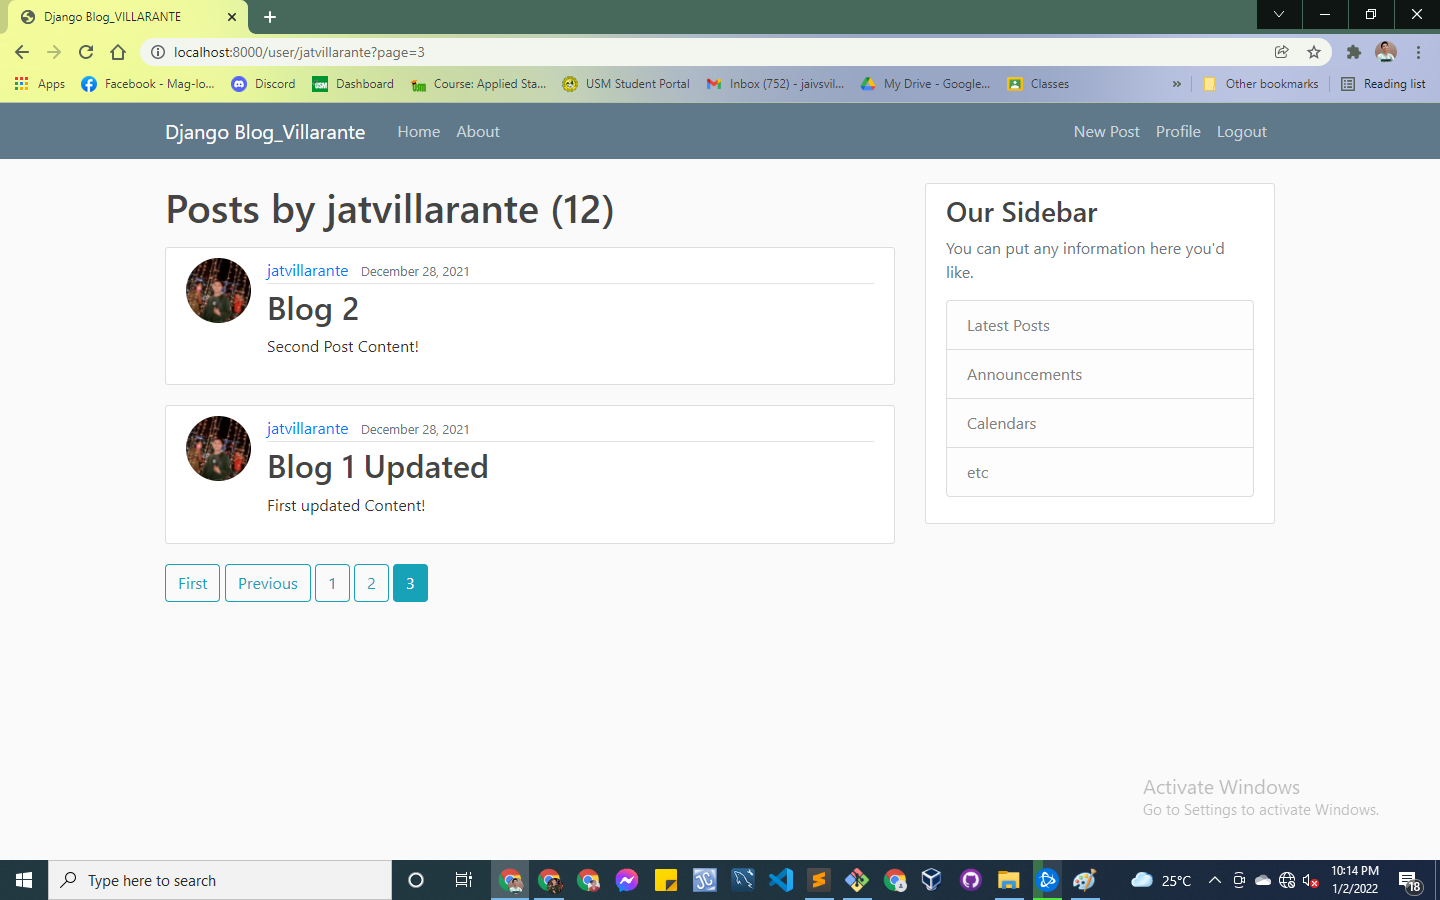 Django Blog_VILLARANTE
localhost:8000/user/jatvillarante?page=3
Apps
Facebook - Mag-lo...
Discord
Dashboard
Course: Applied Sta...
USM Student Portal
Inbox (752) - jaivsvil...
My Drive - Google...
Classes
»
Other bookmarks
Reading list
Django Blog_Villarante
Home
About
New Post
Profile
Logout
Posts by jatvillarante (12)
jatvillarante December 28, 2021
Blog 2
Second Post Content!
jatvillarante December 28, 2021
Blog 1 Updated
First updated Content!
First
Previous
1
2
3
Our Sidebar
You can put any information here you'd
like.
Latest Posts
Announcements
Calendars
etc
Activate Windows
Go to Settings to activate Windows.
Type here to search
25°C
10:14 PM
1/2/2022
18